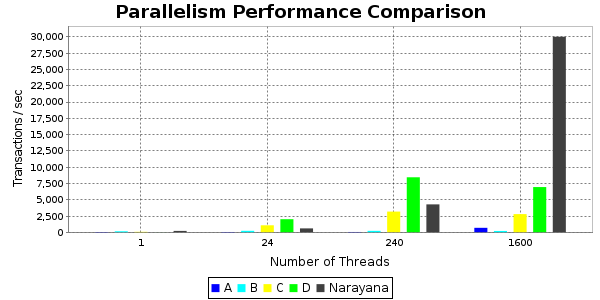 Parallelism Performance Comparison
Transactions / sec
30,000
27,500
25,000
22,500
20,000
17,500
15,000
12,500
10,000
7,500
5,000
2,500
0
1 24 240 1600
Number of Threads
A B C D Narayana